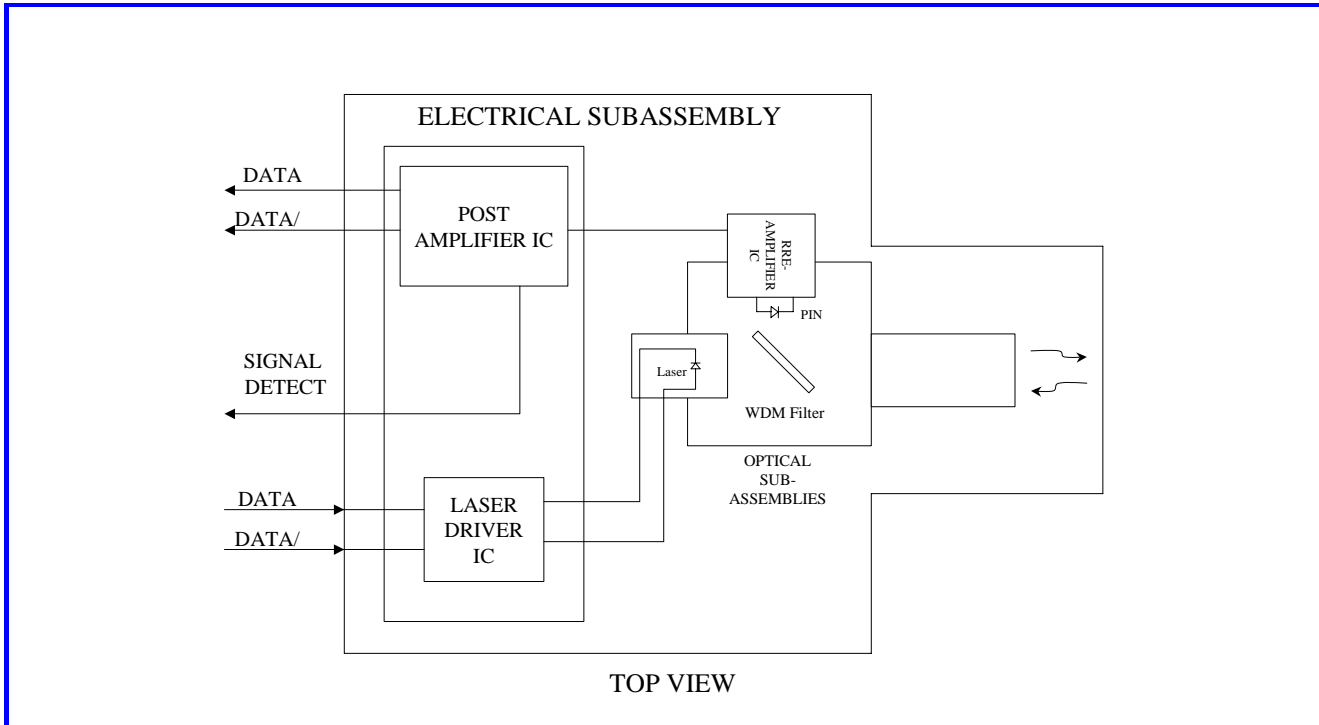 ELECTRICAL SUBASSEMBLY
DATA
DATA/
POST
AMPLIFIER IC
RRE-
AMPLIFIER
IC
PIN
SIGNAL
DETECT
Laser
WDM Filter
OPTICAL
SUB-
ASSEMBLIES
DATA
DATA/
LASER
DRIVER
IC
TOP VIEW